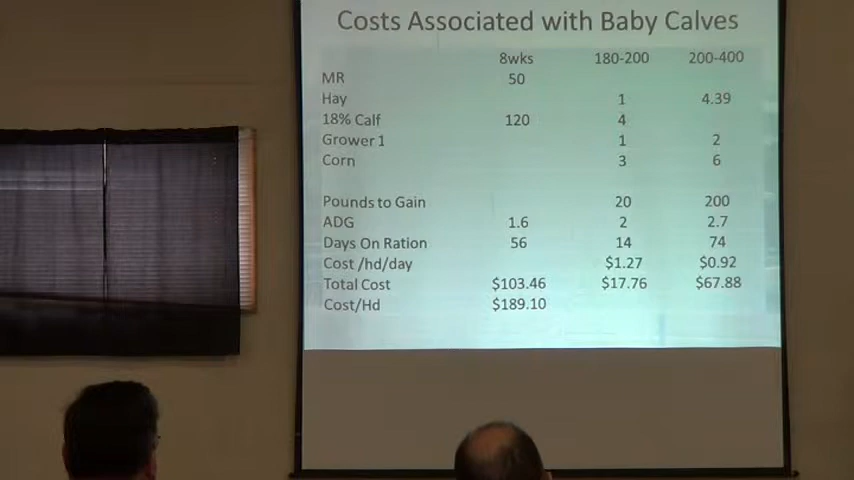 Costs Associated with Baby Calves
8wks 180-200 200-400
MR 50
Hay 1 4.39
18% Calf 120 4
Grower 1 1 2
Corn 3 6
Pounds to Gain 20 200
ADG 1.6 2 2.7
Days On Ration 56 14 74
Cost /hd/day $1.27 $0.92
Total Cost $103.46 $17.76 $67.88
Cost/Hd $189.10